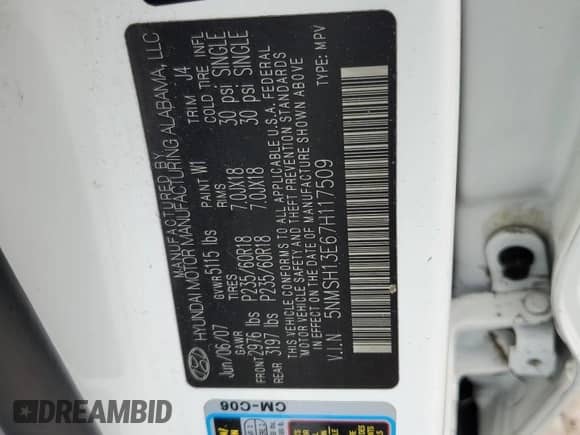 MANUFACTURED BY
HYUNDAI MOTOR MANUFACTURING ALABAMA, LLC
Jun/06/07 PAINT W1 TRIM J4
GVWR 5115 lbs
GAWR TIRES RIMS COLD TIRE INFL
FRONT 2976 lbs P235/60R18 7.0JX18 30 psi SINGLE
REAR 3197 lbs P235/60R18 7.0JX18 30 psi SINGLE
THIS VEHICLE CONFORMS TO ALL APPLICABLE U.S.A. FEDERAL
MOTOR VEHICLE SAFETY AND THEFT PREVENTION STANDARDS
IN EFFECT ON THE DATE OF MANUFACTURE SHOWN ABOVE
V.I.N 5NMSH13E67H117509 TYPE: MPV
CM-C06
DREAMBID